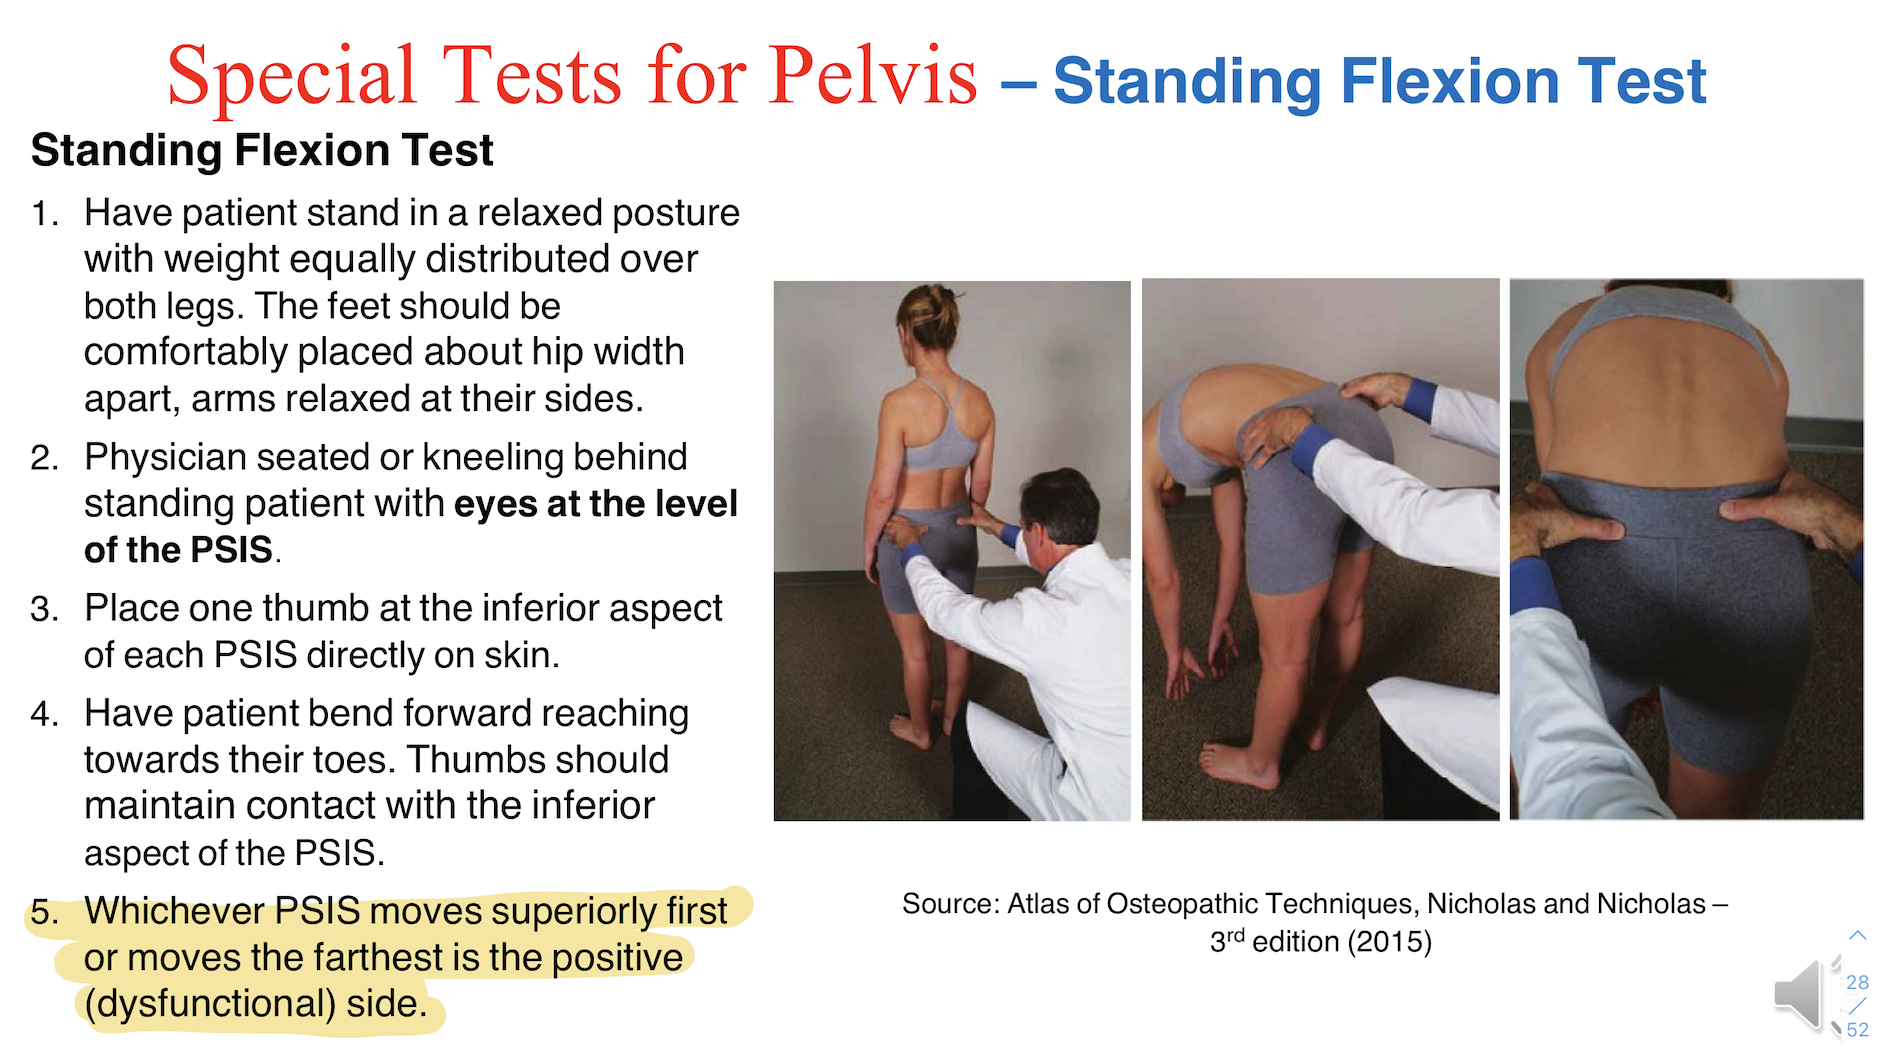 Special Tests for Pelvis – Standing Flexion Test
Standing Flexion Test
1. Have patient stand in a relaxed posture
with weight equally distributed over
both legs. The feet should be
comfortably placed about hip width
apart, arms relaxed at their sides.
2. Physician seated or kneeling behind
standing patient with eyes at the level
of the PSIS.
3. Place one thumb at the inferior aspect
of each PSIS directly on skin.
4. Have patient bend forward reaching
towards their toes. Thumbs should
maintain contact with the inferior
aspect of the PSIS.
5. Whichever PSIS moves superiorly first
or moves the farthest is the positive
(dysfunctional) side.
Source: Atlas of Osteopathic Techniques, Nicholas and Nicholas –
3rd edition (2015)
28
/
52